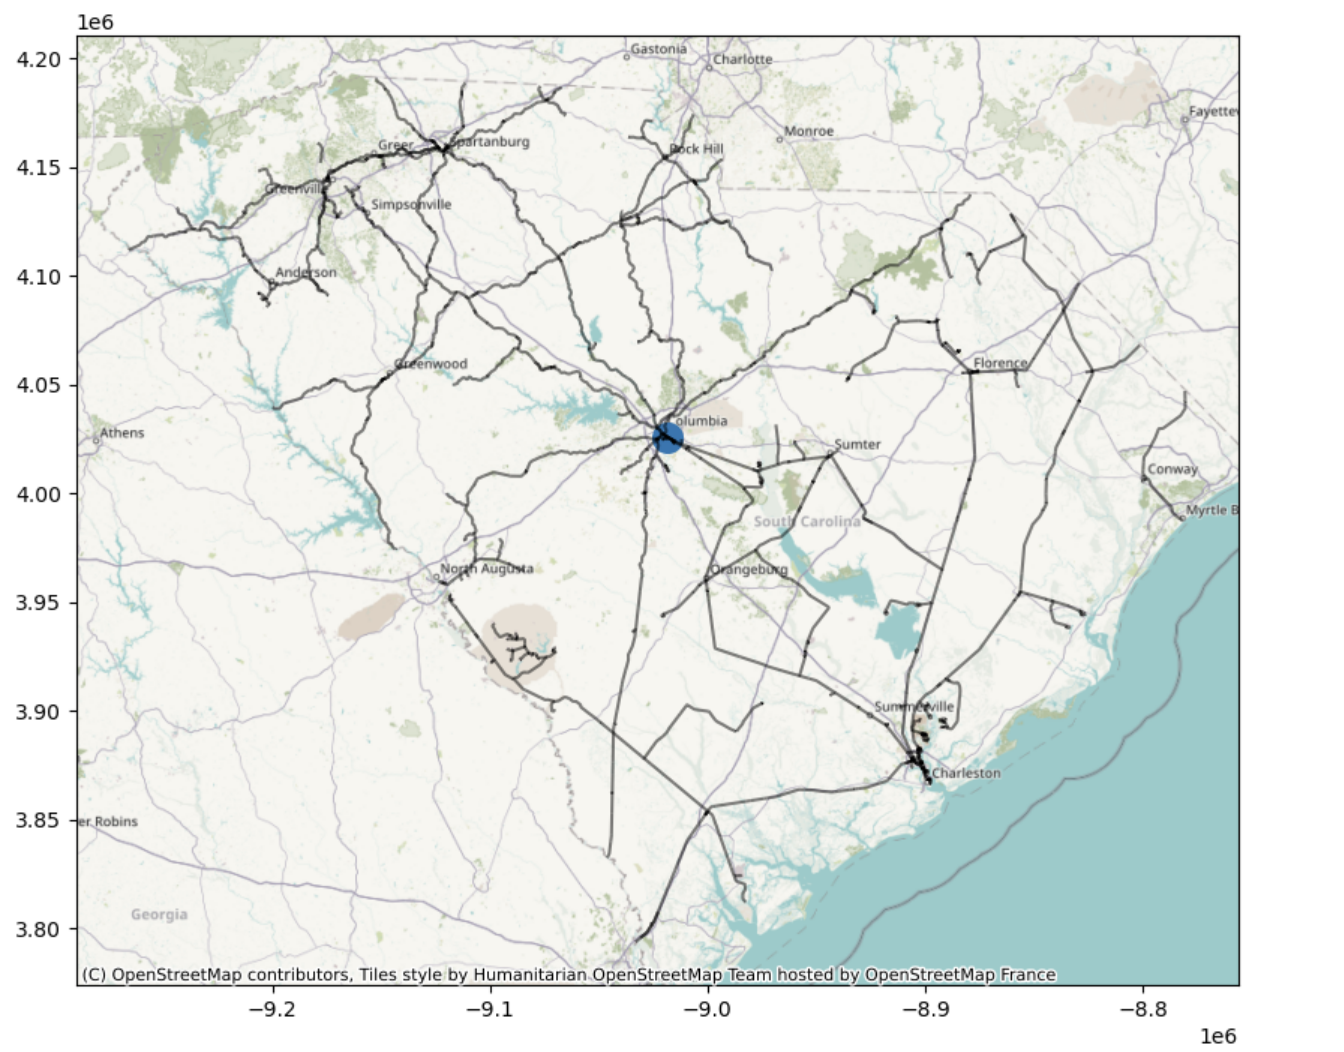 1e6
4.20
4.15
4.10
4.05
4.00
3.95
3.90
3.85
3.80
Gastonia
Charlotte
Fayettev
Monroe
Greer
Spartanburg
Rock Hill
Greenvill
Simpsonville
Anderson
Greenwood
Florence
Athens
olumbia
Sumter
Conway
Myrtle B
South Carolina
North Augusta
Orangeburg
Summerville
Charleston
er Robins
Georgia
(C) OpenStreetMap contributors, Tiles style by Humanitarian OpenStreetMap Team hosted by OpenStreetMap France
−9.2 −9.1 −9.0 −8.9 −8.8
1e6